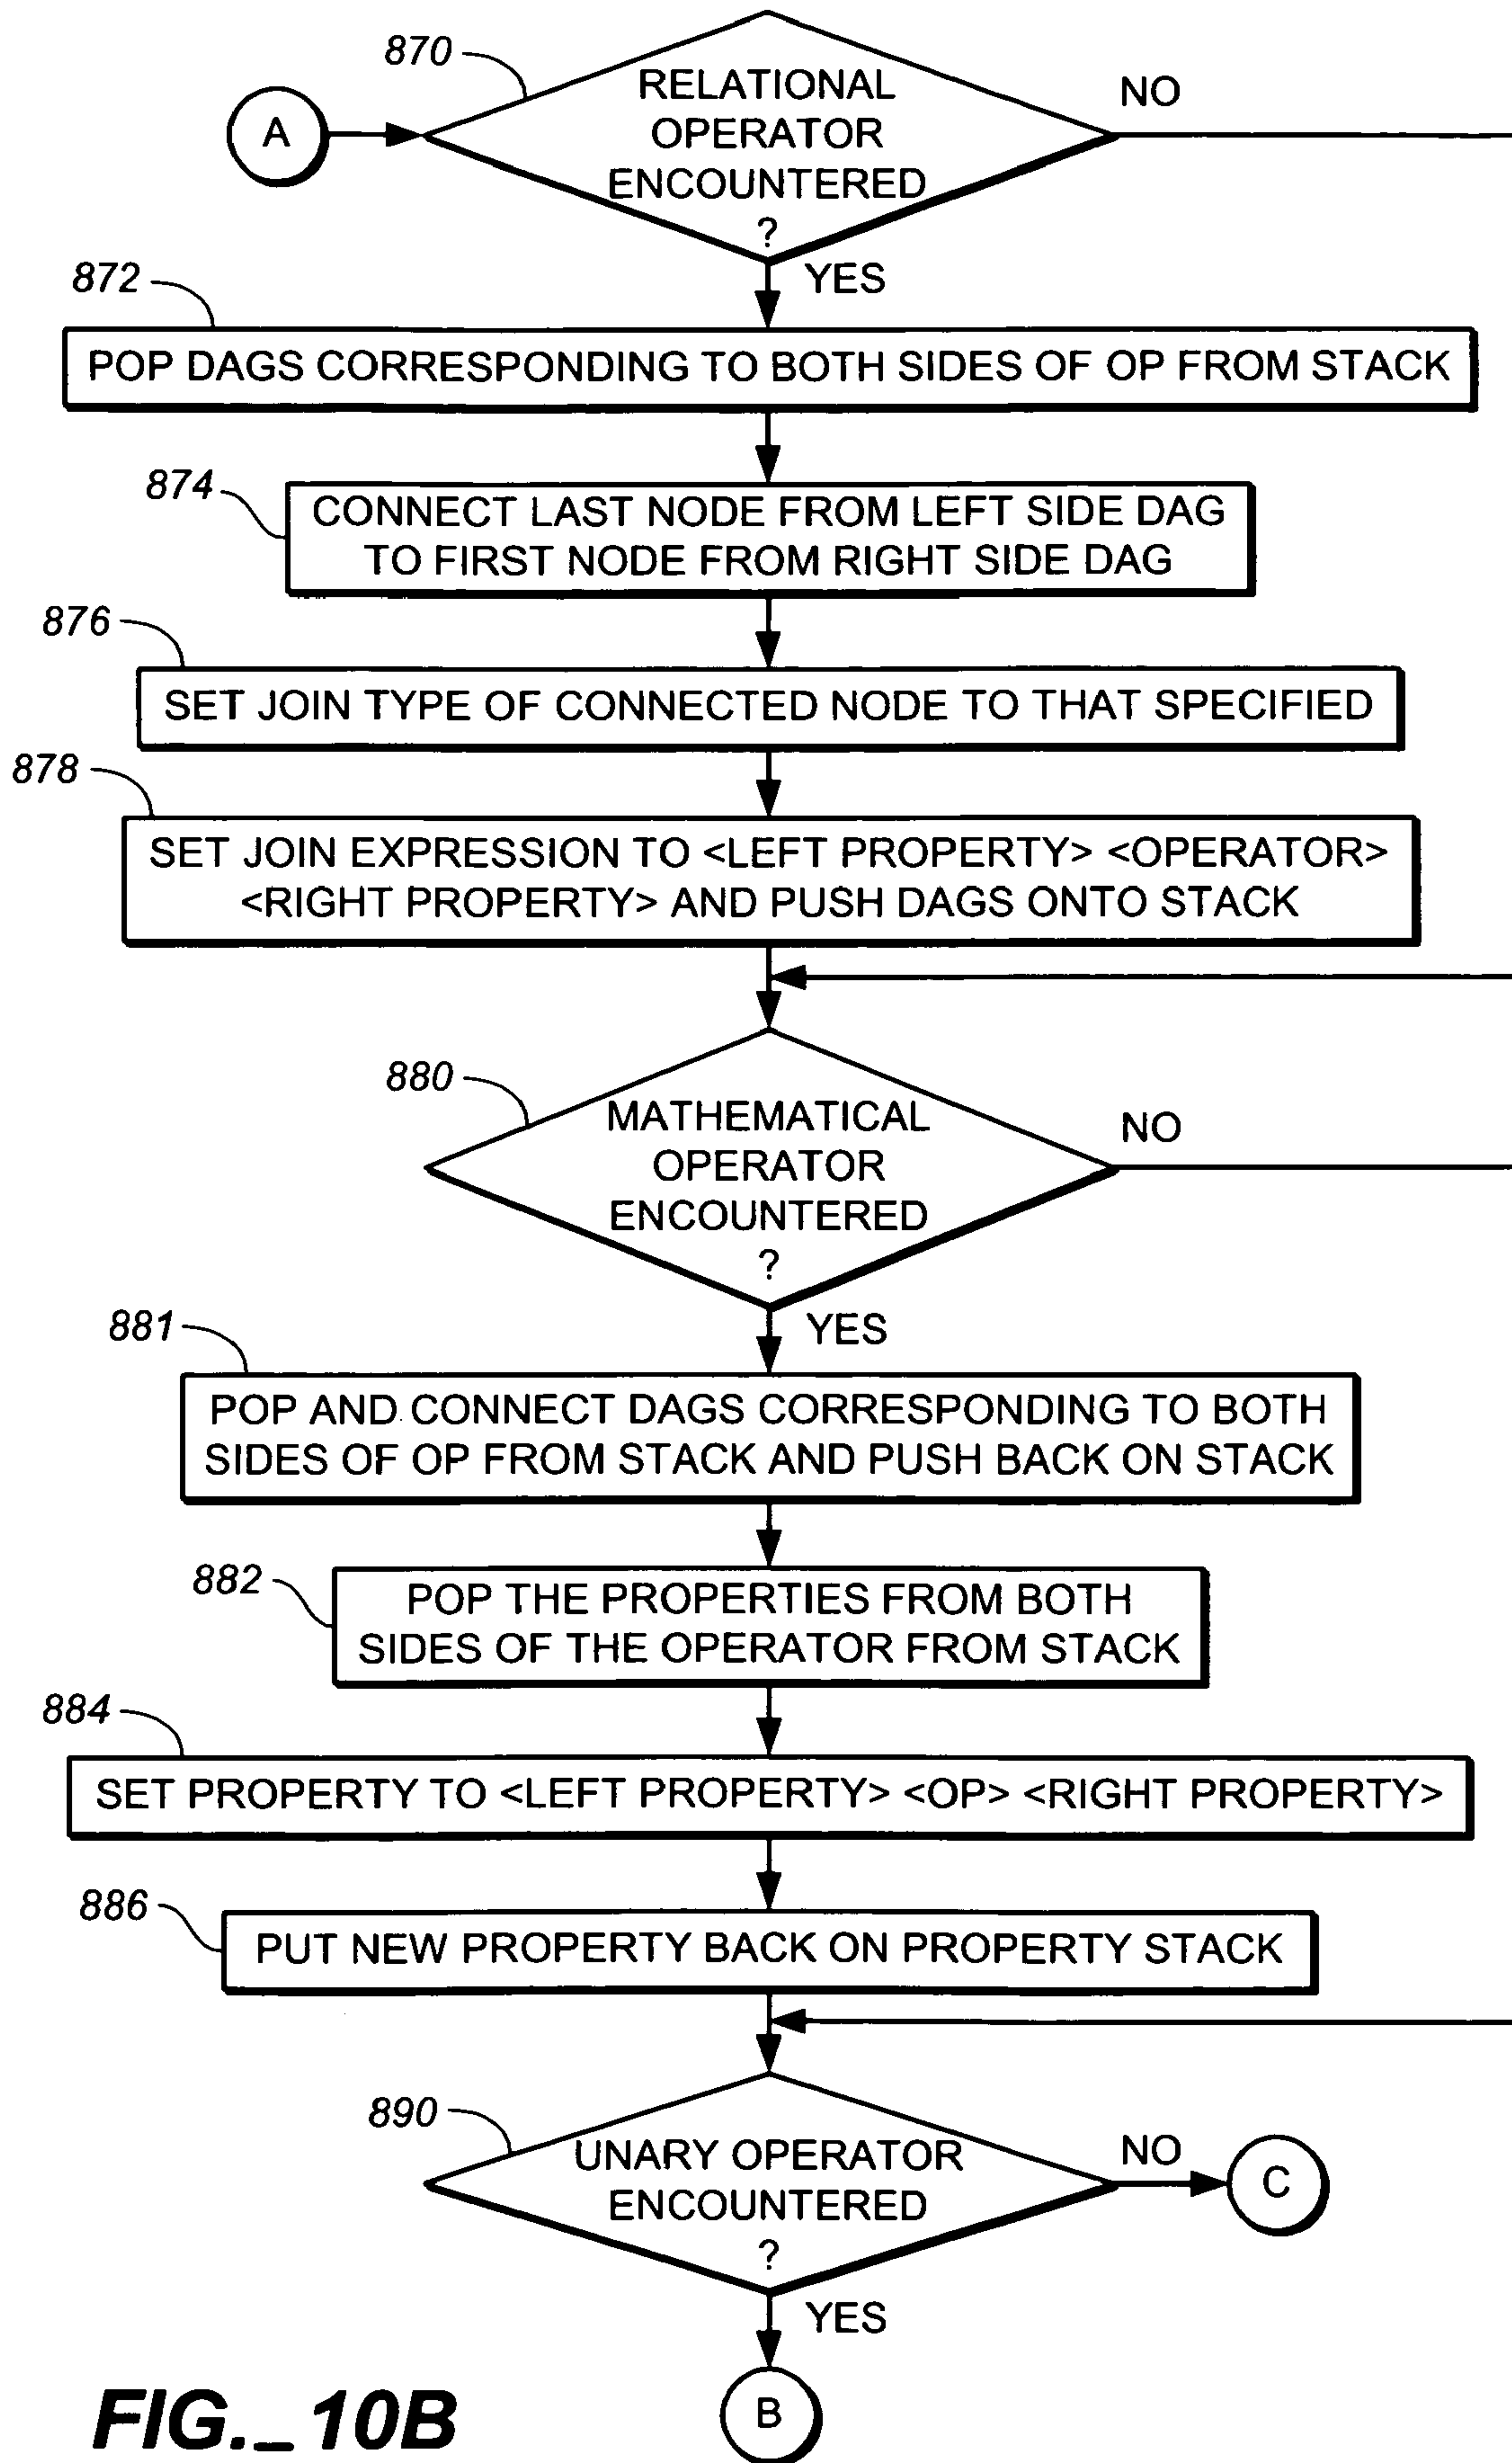 870
A
RELATIONAL
OPERATOR
ENCOUNTERED
?
NO
YES
872
POP DAGS CORRESPONDING TO BOTH SIDES OF OP FROM STACK
874
CONNECT LAST NODE FROM LEFT SIDE DAG
TO FIRST NODE FROM RIGHT SIDE DAG
876
SET JOIN TYPE OF CONNECTED NODE TO THAT SPECIFIED
878
SET JOIN EXPRESSION TO <LEFT PROPERTY> <OPERATOR>
<RIGHT PROPERTY> AND PUSH DAGS ONTO STACK
880
MATHEMATICAL
OPERATOR
ENCOUNTERED
?
NO
YES
881
POP AND CONNECT DAGS CORRESPONDING TO BOTH
SIDES OF OP FROM STACK AND PUSH BACK ON STACK
882
POP THE PROPERTIES FROM BOTH
SIDES OF THE OPERATOR FROM STACK
884
SET PROPERTY TO <LEFT PROPERTY> <OP> <RIGHT PROPERTY>
886
PUT NEW PROPERTY BACK ON PROPERTY STACK
890
UNARY OPERATOR
ENCOUNTERED
?
NO
C
YES
B
FIG._10B